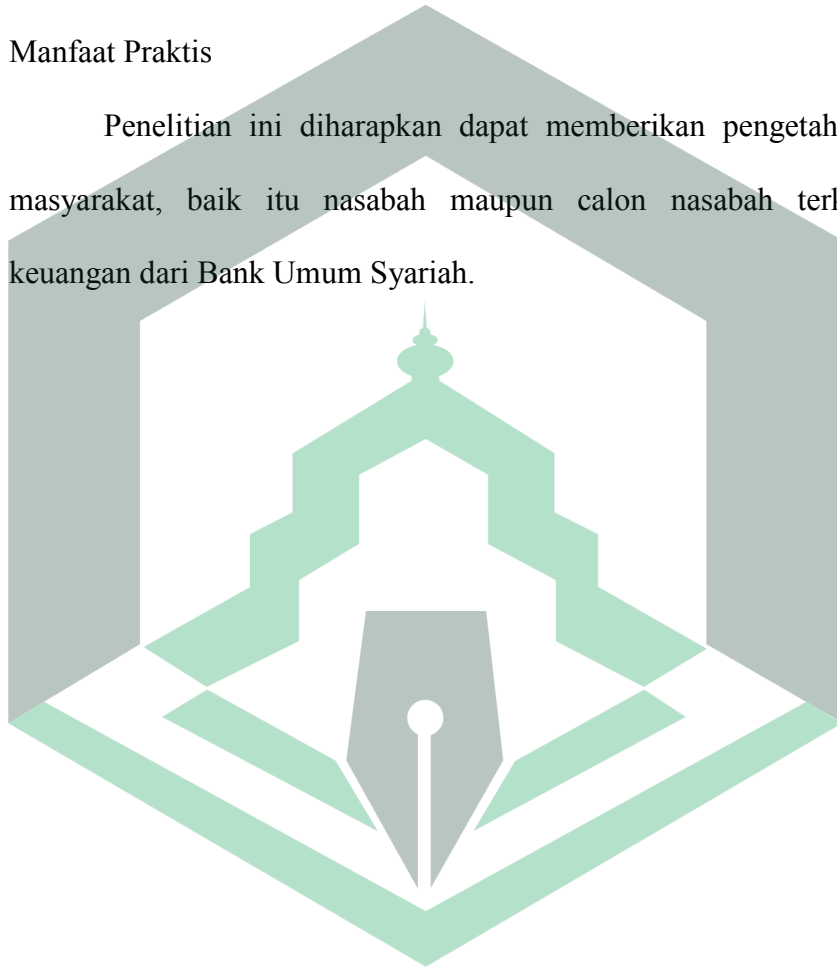 Manfaat Praktis
Penelitian ini diharapkan dapat memberikan
masyarakat, baik itu nasabah maupun calon nasabah
keuangan dari Bank Umum Syariah.